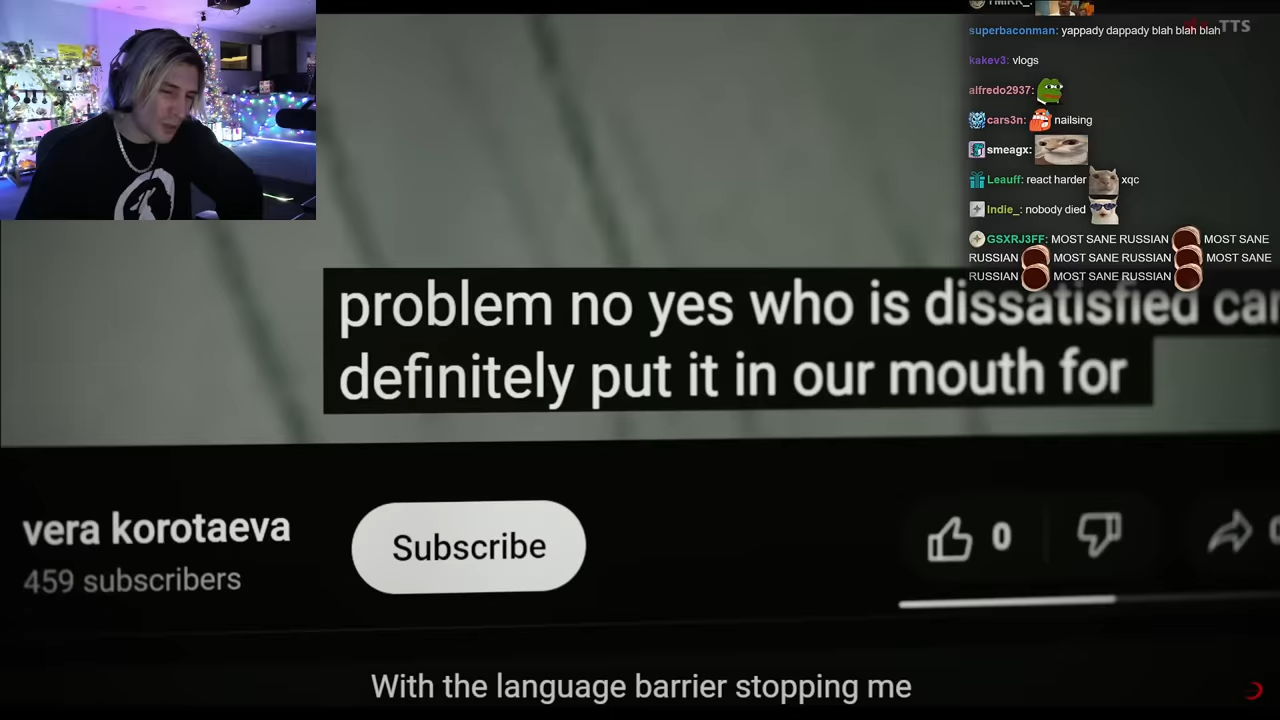 TTS
superbaconman: yappady dappady blah blah blah
kakev3: vlogs
alfredo2937:
cars3n: nailsing
smeagx:
Leauff: react harder xqc
Indie_: nobody died
GSXRJ3FF: MOST SANE RUSSIAN MOST SANE
RUSSIAN MOST SANE RUSSIAN MOST SANE
RUSSIAN MOST SANE RUSSIAN
problem no yes who is dissatisfied
definitely put it in our mouth for
vera korotaeva
459 subscribers
Subscribe
0
With the language barrier stopping me